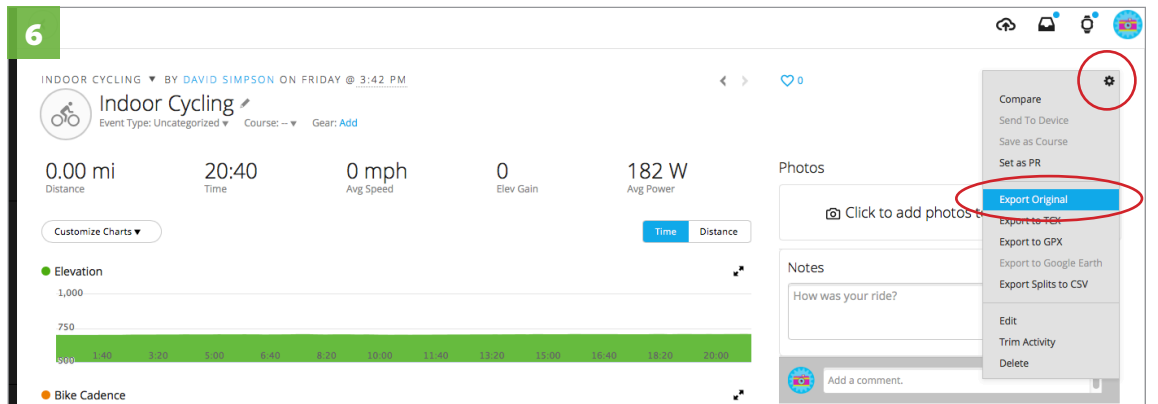 6
INDOOR CYCLING ▼ BY DAVID SIMPSON ON FRIDAY @ 3:42 PM
Indoor Cycling
Event Type: Uncategorized ▼ Course: -- ▼ Gear: Add
0.00 mi
Distance
20:40
Time
0 mph
Avg Speed
0
Elev Gain
182 W
Avg Power
Customize Charts ▼
Time Distance
Elevation
1,000
750
500
1:40 3:20 5:00 6:40 8:20 10:00 11:40 13:20 15:00 16:40 18:20 20:00
Bike Cadence
0
Photos
Click to add photos t
Notes
How was your ride?
Add a comment.
Compare
Send To Device
Save as Course
Set as PR
Export Original
Export to TCX
Export to GPX
Export to Google Earth
Export Splits to CSV
Edit
Trim Activity
Delete